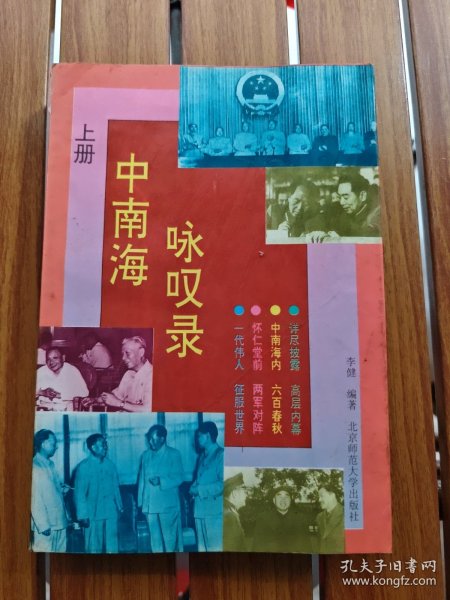 上册
中南海
咏叹录
详尽披露 高层内幕
中南海内 六百春秋
怀仁堂前 两军对阵
一代伟人 征服世界
李健 编著 北京师范大学出版社
孔夫子旧书网
www.kongfz.com